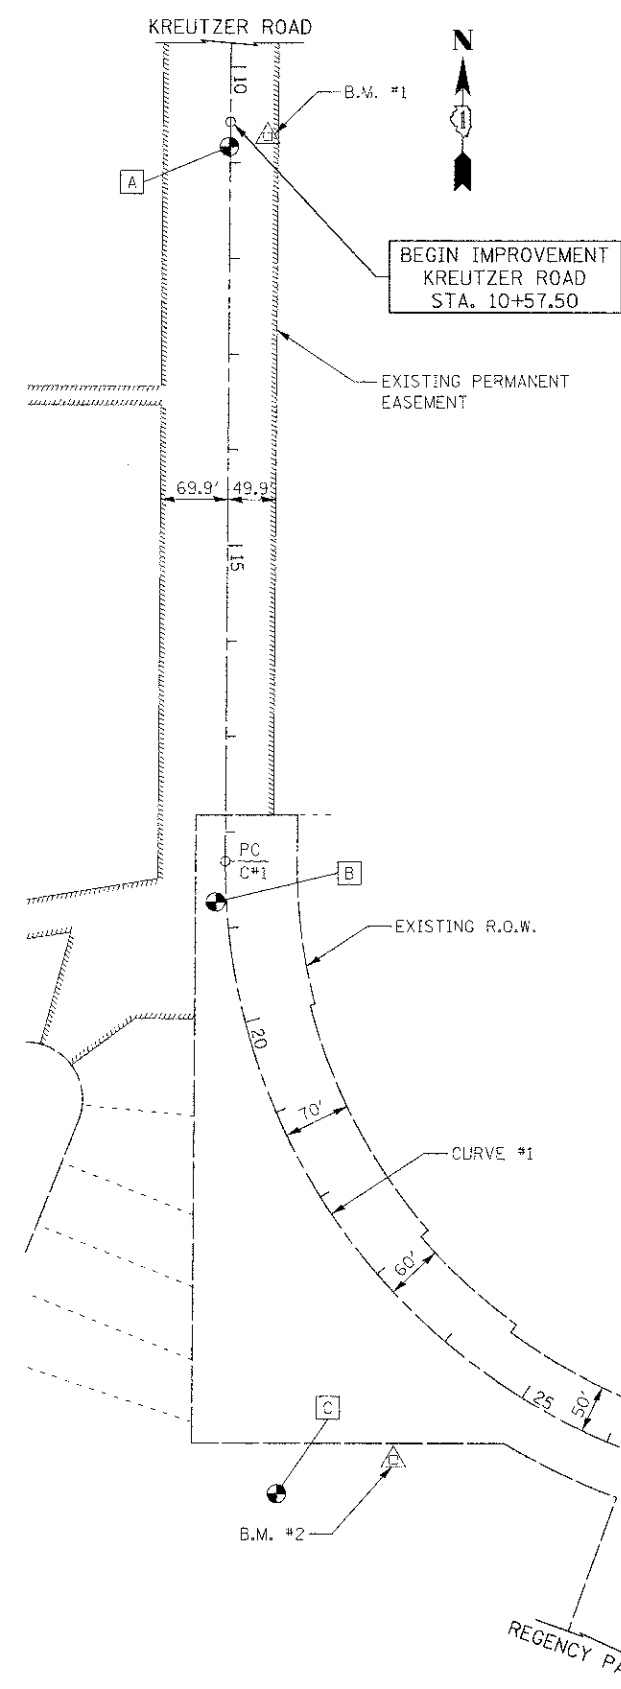 KREUTZER ROAD
N
10
B.M. #1
1
A
BEGIN IMPROVEMENT
KREUTZER ROAD
STA. 10+57.50
EXISTING PERMANENT
EASEMENT
69.9'
49.9'
15
PC
C#1
B
EXISTING R.O.W.
20
70'
CURVE #1
60'
25
50'
C
B.M. #2
REGENCY PA